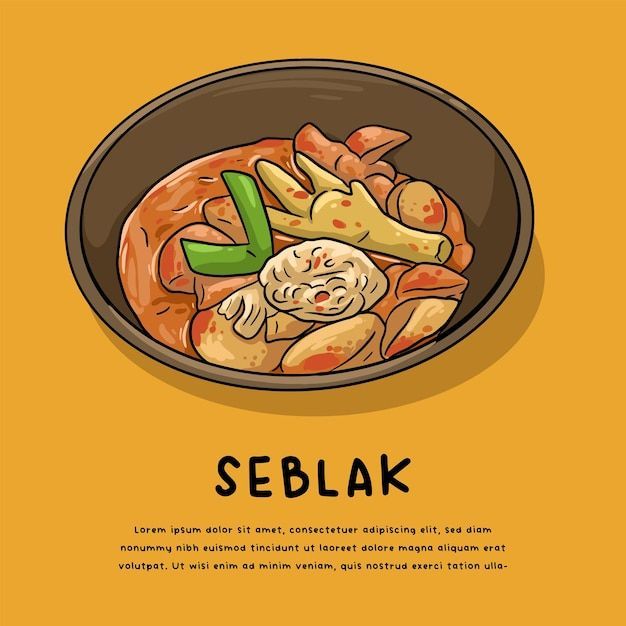 SEBLAK
Lorem ipsum dolor sit amet, consectetuer adipiscing elit, sed diam
nonummy nibh euismod tincidunt ut laoreet dolore magna aliquam erat
volutpat. Ut wisi enim ad minim veniam, quis nostrud exerci tation ulla-